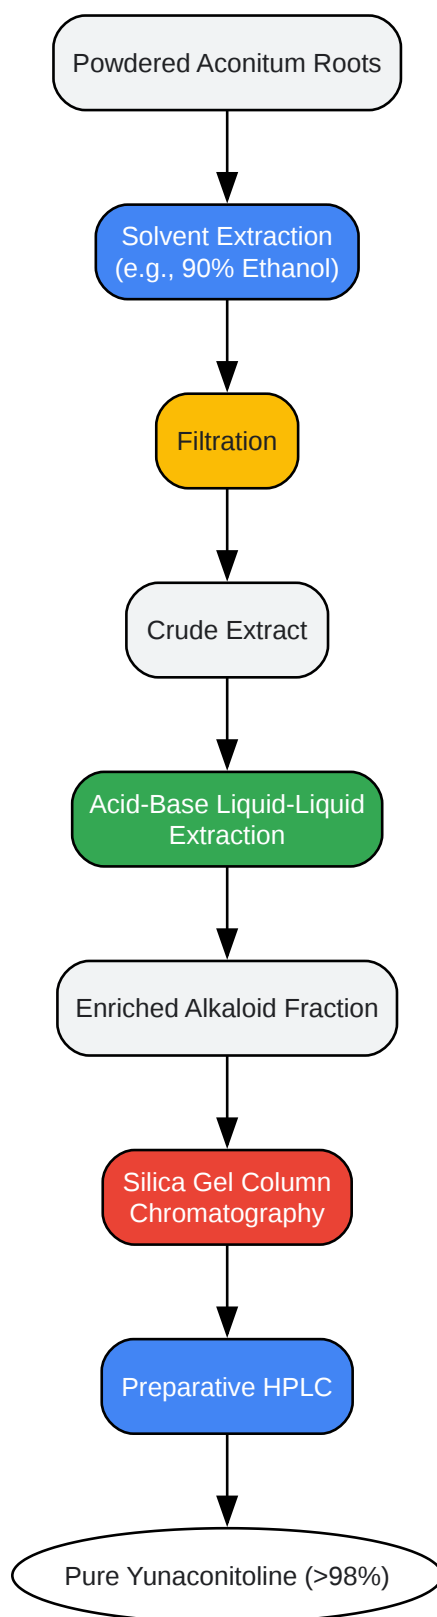 Powdered Aconitum Roots
Solvent Extraction
(e.g., 90% Ethanol)
Filtration
Crude Extract
Acid-Base Liquid-Liquid
Extraction
Enriched Alkaloid Fraction
Silica Gel Column
Chromatography
Preparative HPLC
Pure Yunaconitoline (>98%)